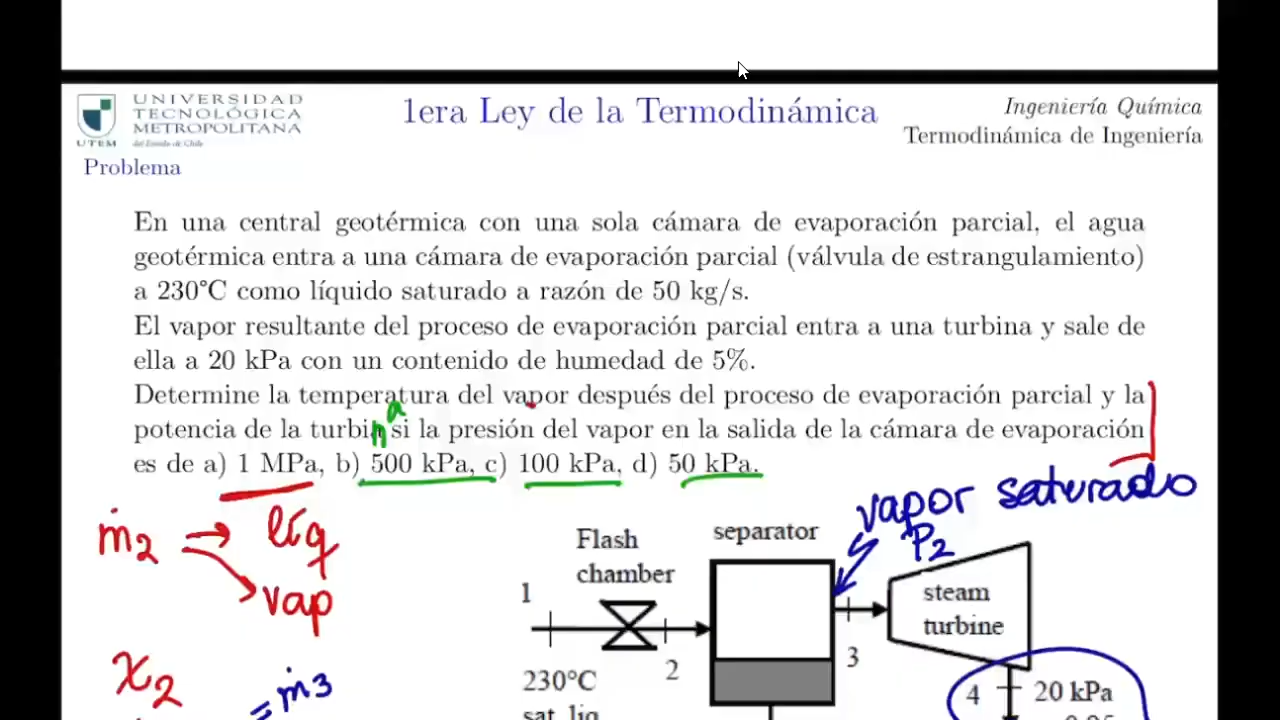 UNIVERSIDAD
TECNOLÓGICA
METROPOLITANA
del Estado de Chile
UTEM
1era Ley de la Termodinámica
Ingeniería Química
Termodinámica de Ingeniería
Problema
En una central geotérmica con una sola cámara de evaporación parcial, el agua
geotérmica entra a una cámara de evaporación parcial (válvula de estrangulamiento)
a 230°C como líquido saturado a razón de 50 kg/s.
El vapor resultante del proceso de evaporación parcial entra a una turbina y sale de
ella a 20 kPa con un contenido de humedad de 5%.
Determine la temperatura del vapor después del proceso de evaporación parcial y la
potencia de la turbina si la presión del vapor en la salida de la cámara de evaporación
es de a) 1 MPa, b) 500 kPa, c) 100 kPa, d) 50 kPa.
vapor saturado
P2
ṁ2 → líq
vap
x2
= ṁ3
Flash
chamber
separator
steam
turbine
1
2
3
4
230°C
sat. liq.
20 kPa